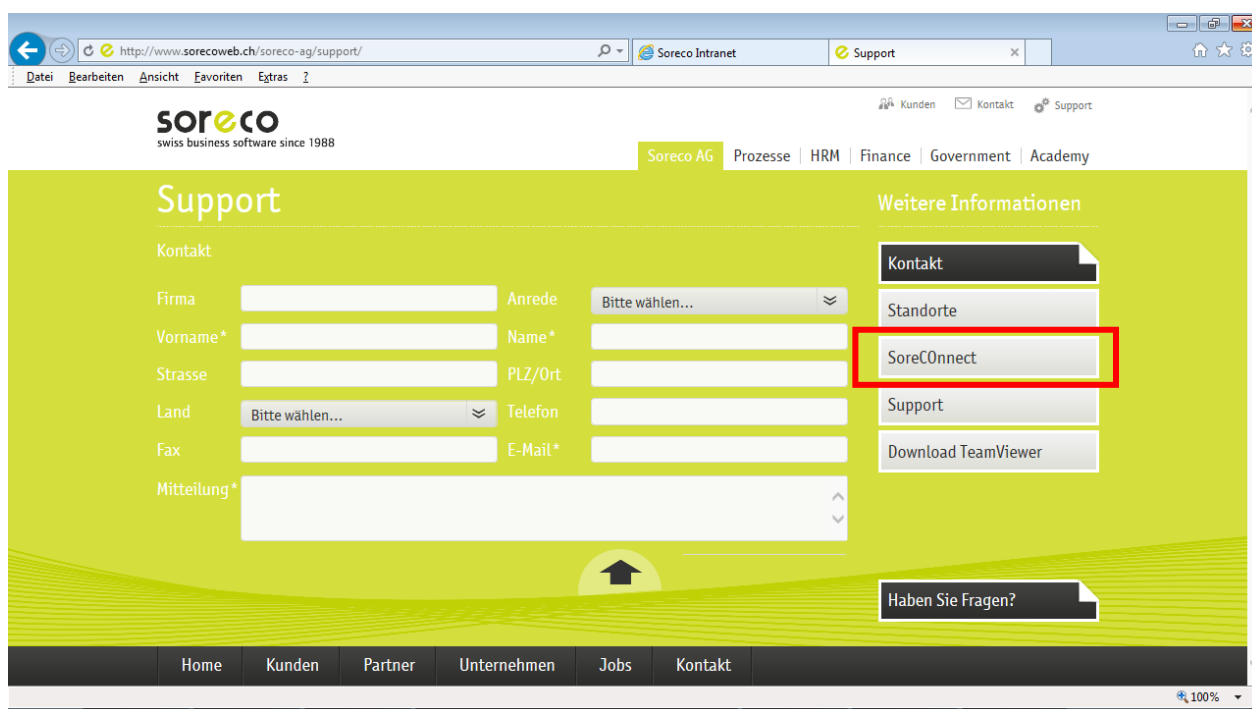 http://www.sorecoweb.ch/soreco-ag/support/
Soreco Intranet
Support
Datei Bearbeiten Ansicht Favoriten Extras ?
Kunden Kontakt Support
soreco
swiss business software since 1988
Soreco AG Prozesse HRM Finance Government Academy
Support
Weitere Informationen
Kontakt
Kontakt
Firma
Anrede Bitte wählen...
Standorte
Vorname*
Name*
SoreCOnnect
Strasse
PLZ/Ort
Land Bitte wählen...
Telefon
Support
Fax
E-Mail*
Download TeamViewer
Mitteilung*
Haben Sie Fragen?
Home Kunden Partner Unternehmen Jobs Kontakt
100%